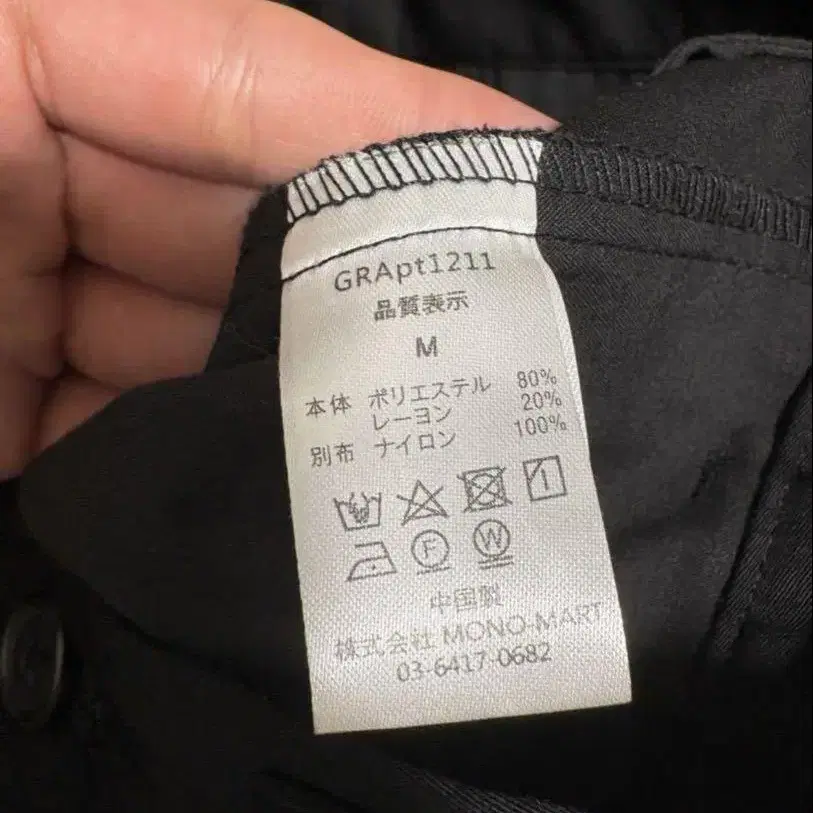 GRApt1211
品質表示
M
本体 ポリエステル 80%
レーヨン 20%
別布 ナイロン 100%
F W
中国製
株式会社 MONO-MART
03-6417-0682